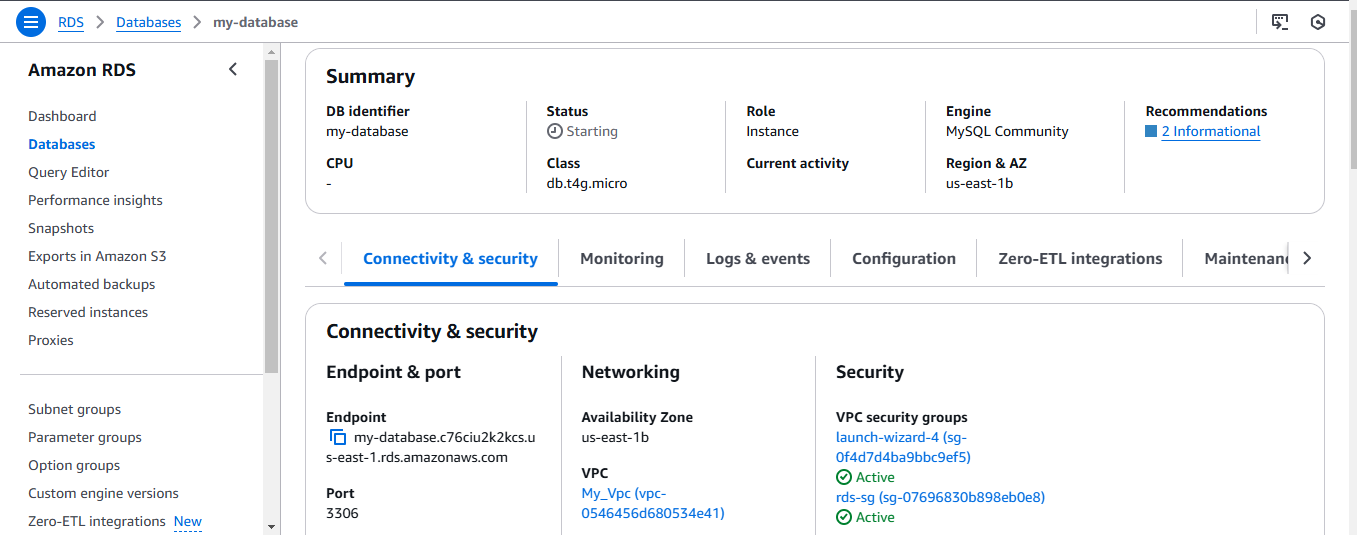 RDS > Databases > my-database
Amazon RDS
Dashboard
Databases
Query Editor
Performance insights
Snapshots
Exports in Amazon S3
Automated backups
Reserved instances
Proxies
Subnet groups
Parameter groups
Option groups
Custom engine versions
Zero-ETL integrations New
Summary
DB identifier
my-database
CPU
-
Status
Starting
Class
db.t4g.micro
Role
Instance
Current activity
Engine
MySQL Community
Region & AZ
us-east-1b
Recommendations
2 Informational
Connectivity & security
Monitoring
Logs & events
Configuration
Zero-ETL integrations
Maintenan
Connectivity & security
Endpoint & port
Endpoint
my-database.c76ciu2k2kcs.u
s-east-1.rds.amazonaws.com
Port
3306
Networking
Availability Zone
us-east-1b
VPC
My_Vpc (vpc-
0546456d680534e41)
Security
VPC security groups
launch-wizard-4 (sg-
0f4d7d4ba9bbc9ef5)
Active
rds-sg (sg-07696830b898eb0e8)
Active